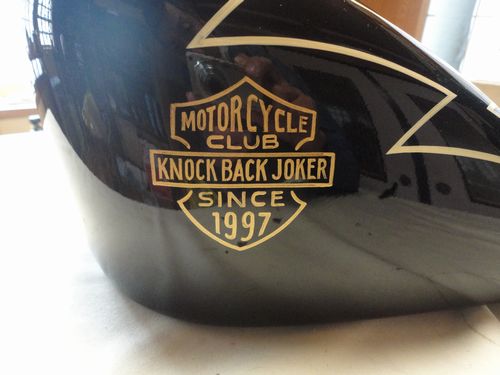 MOTORCYCLE
CLUB
KNOCK BACK JOKER
SINCE
1997